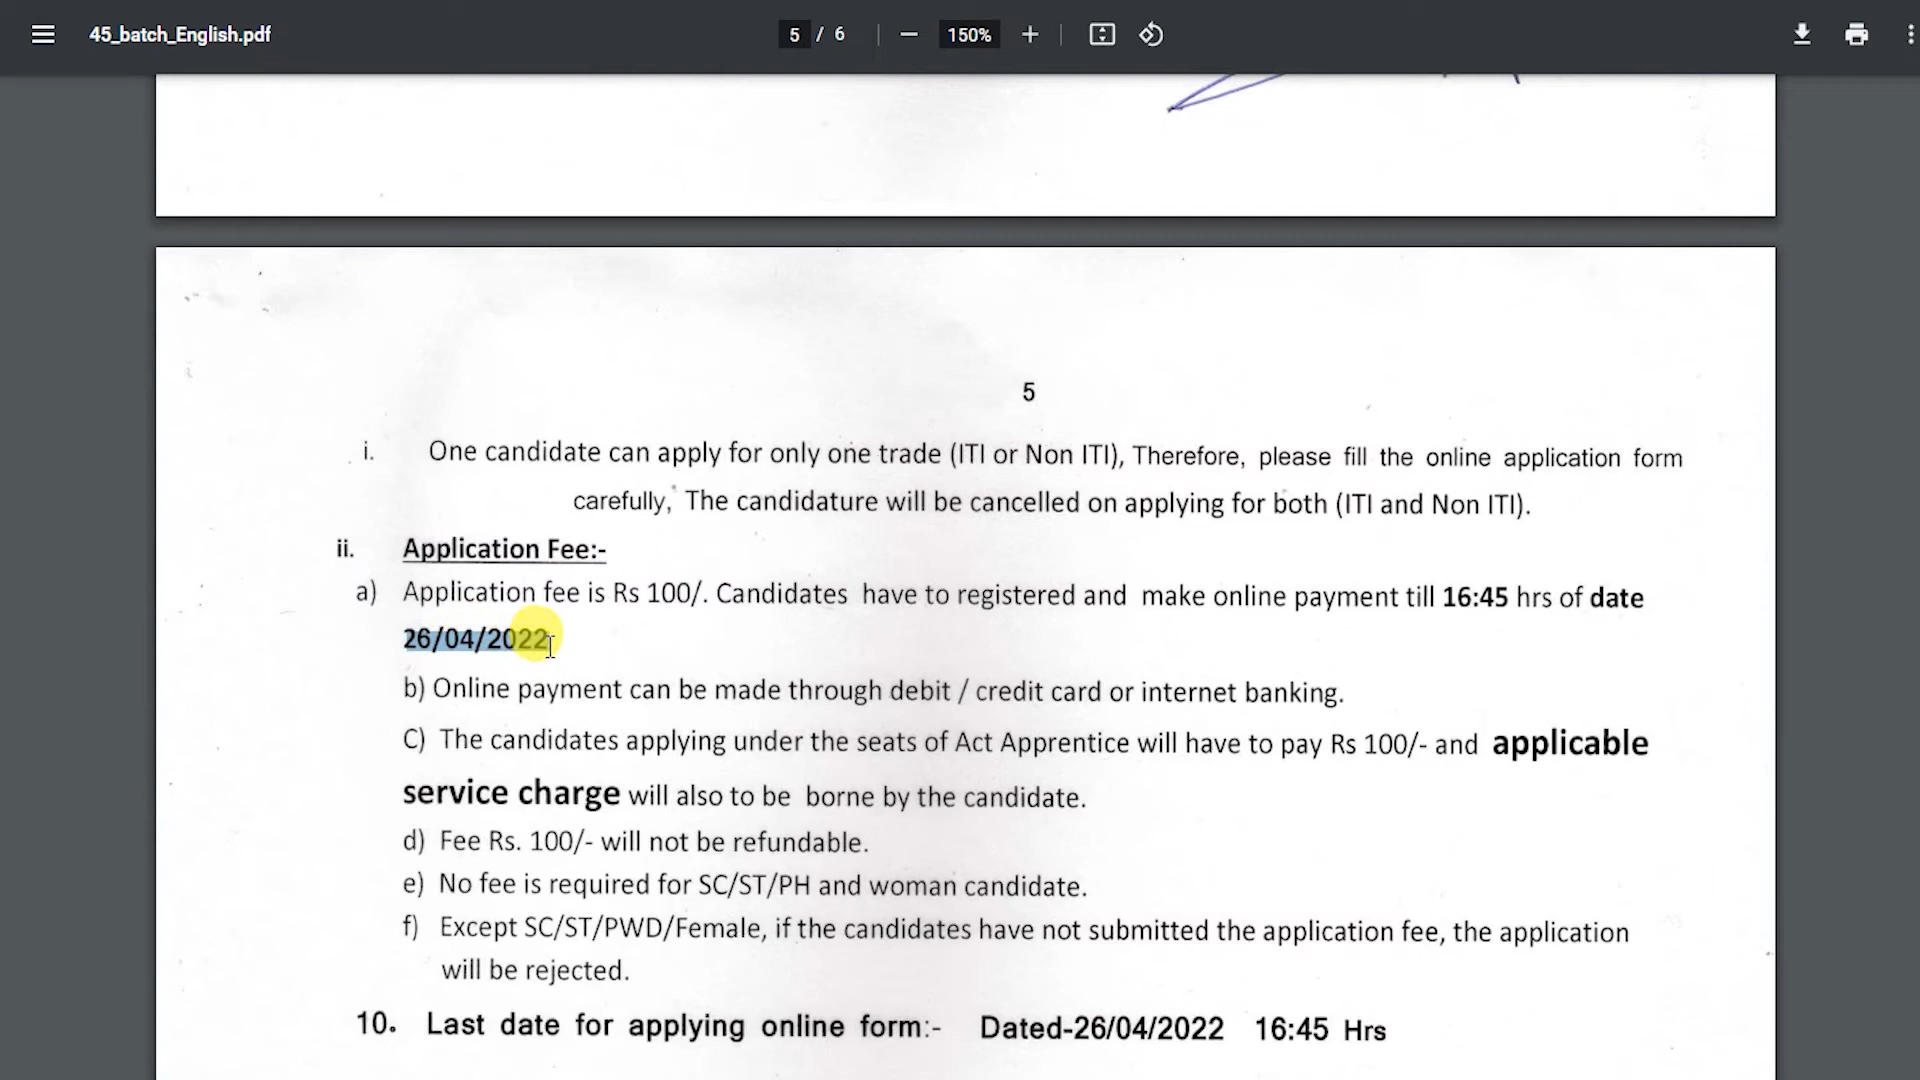 45_batch_English.pdf
5 / 6
150%
5
i. One candidate can apply for only one trade (ITI or Non ITI), Therefore, please fill the online application form
carefully, The candidature will be cancelled on applying for both (ITI and Non ITI).
ii. Application Fee:-
a) Application fee is Rs 100/. Candidates have to registered and make online payment till 16:45 hrs of date
26/04/2022
b) Online payment can be made through debit / credit card or internet banking.
C) The candidates applying under the seats of Act Apprentice will have to pay Rs 100/- and applicable
service charge will also to be borne by the candidate.
d) Fee Rs. 100/- will not be refundable.
e) No fee is required for SC/ST/PH and woman candidate.
f) Except SC/ST/PWD/Female, if the candidates have not submitted the application fee, the application
will be rejected.
10. Last date for applying online form:- Dated-26/04/2022 16:45 Hrs